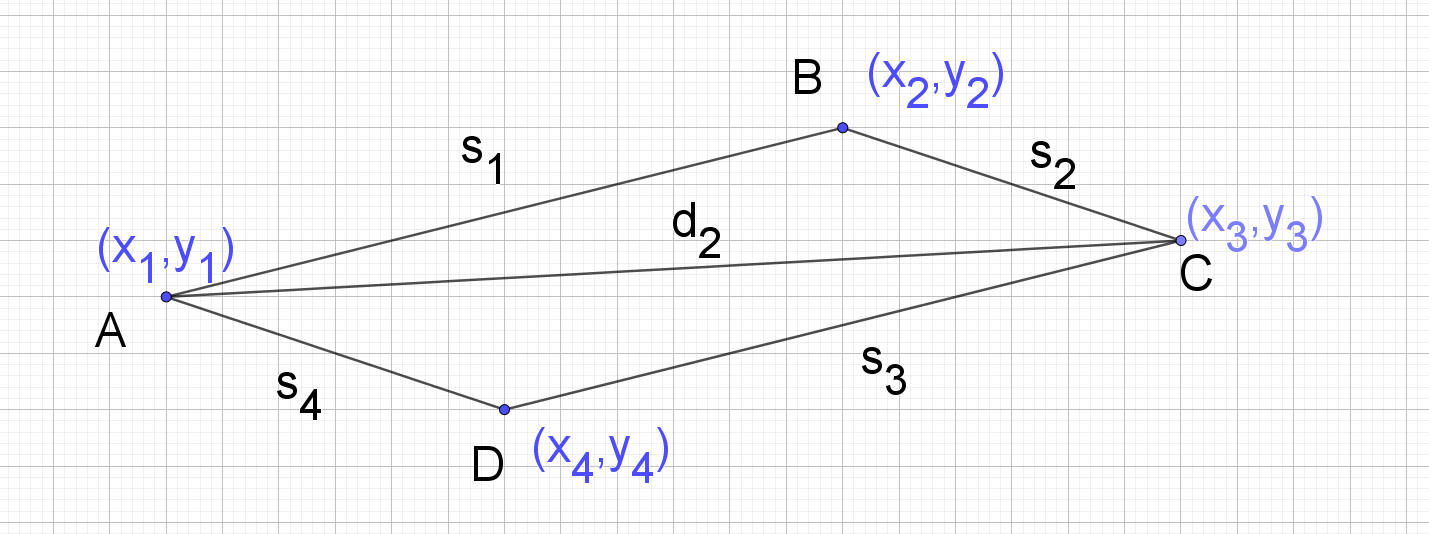 B
(x₂,y₂)
s₁
s₂
d₂
(x₁,y₁)
(x₃,y₃)
C
A
s₄
s₃
D
(x₄,y₄)